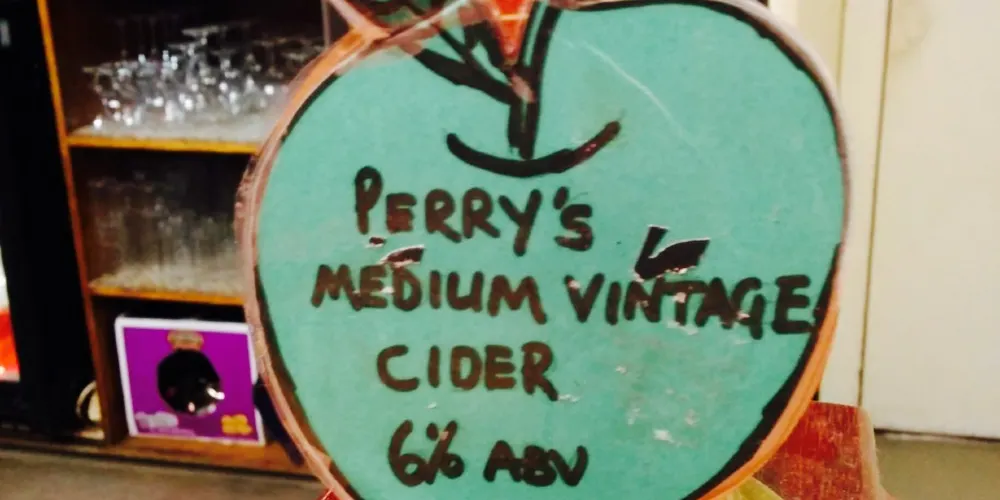 PERRY'S
MEDIUM VINTAGE
CIDER
6% ABV